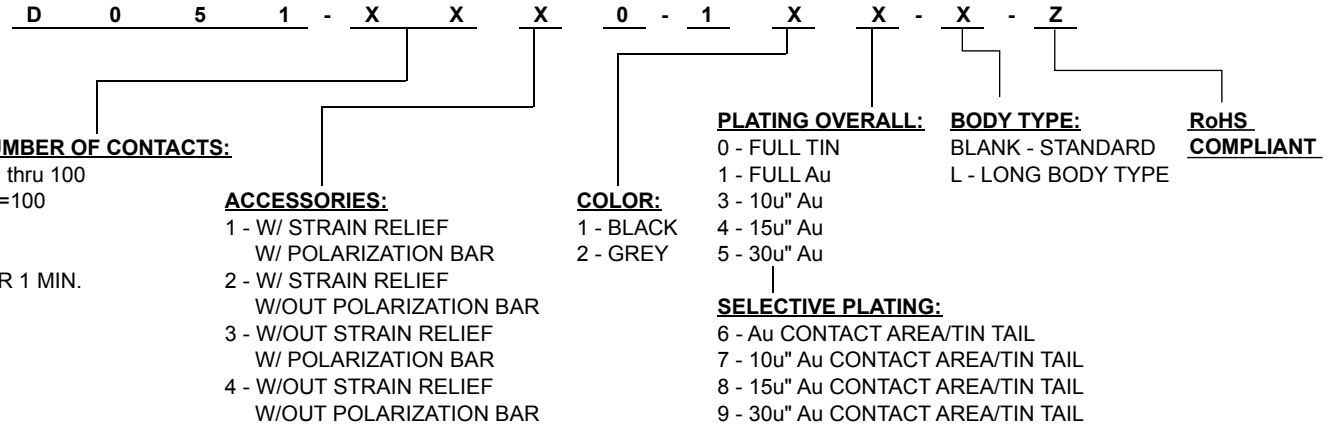 D 0 5 1 - X X X 0 - 1 X X - X - Z
UMBER OF CONTACTS:
thru 100
=100
R 1 MIN.
ACCESSORIES:
1 - W/ STRAIN RELIEF
W/ POLARIZATION BAR
2 - W/ STRAIN RELIEF
W/OUT POLARIZATION BAR
3 - W/OUT STRAIN RELIEF
W/ POLARIZATION BAR
4 - W/OUT STRAIN RELIEF
W/OUT POLARIZATION BAR
COLOR:
1 - BLACK
2 - GREY
PLATING OVERALL:
0 - FULL TIN
1 - FULL Au
3 - 10u" Au
4 - 15u" Au
5 - 30u" Au
SELECTIVE PLATING:
6 - Au CONTACT AREA/TIN TAIL
7 - 10u" Au CONTACT AREA/TIN TAIL
8 - 15u" Au CONTACT AREA/TIN TAIL
9 - 30u" Au CONTACT AREA/TIN TAIL
BODY TYPE:
BLANK - STANDARD
L - LONG BODY TYPE
RoHS
COMPLIANT